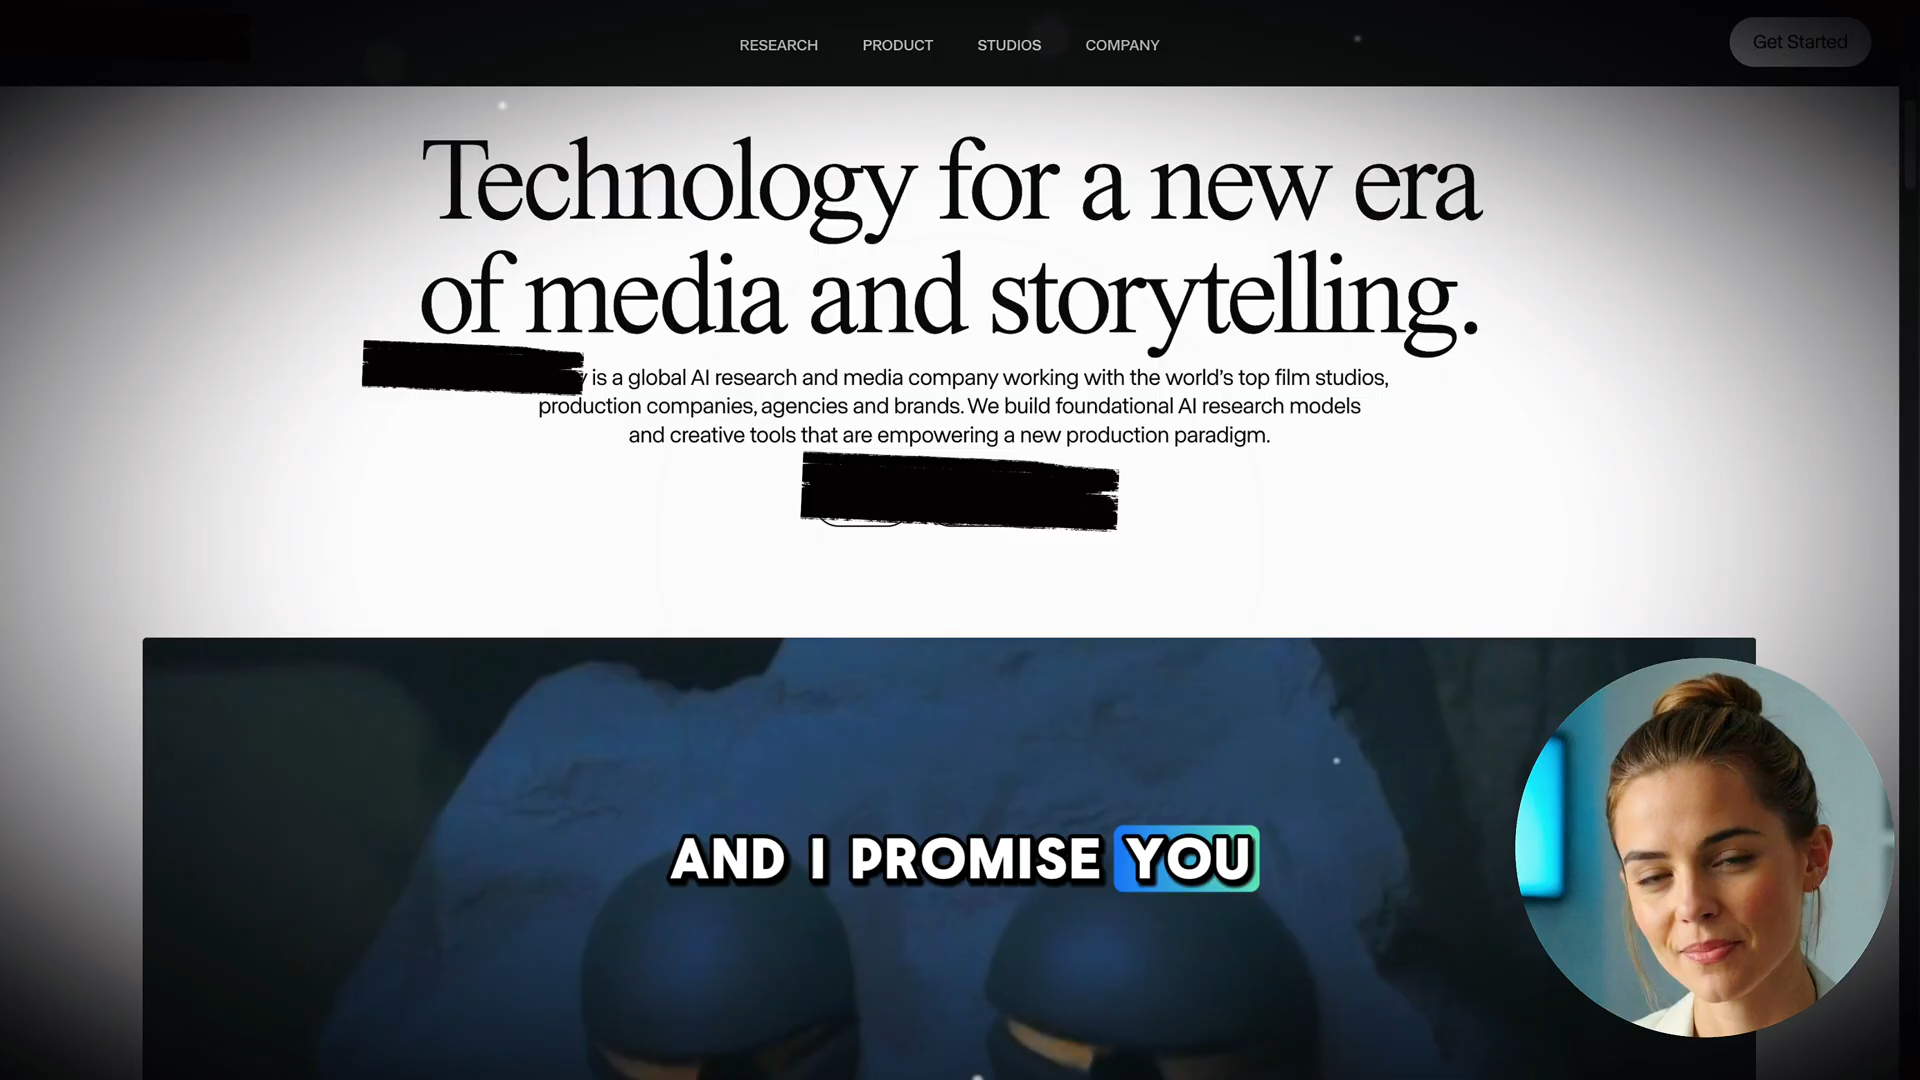 RESEARCH PRODUCT STUDIOS COMPANY Get Started
Technology for a new era
of media and storytelling.
is a global AI research and media company working with the world’s top film studios,
production companies, agencies and brands. We build foundational AI research models
and creative tools that are empowering a new production paradigm.
AND I PROMISE YOU